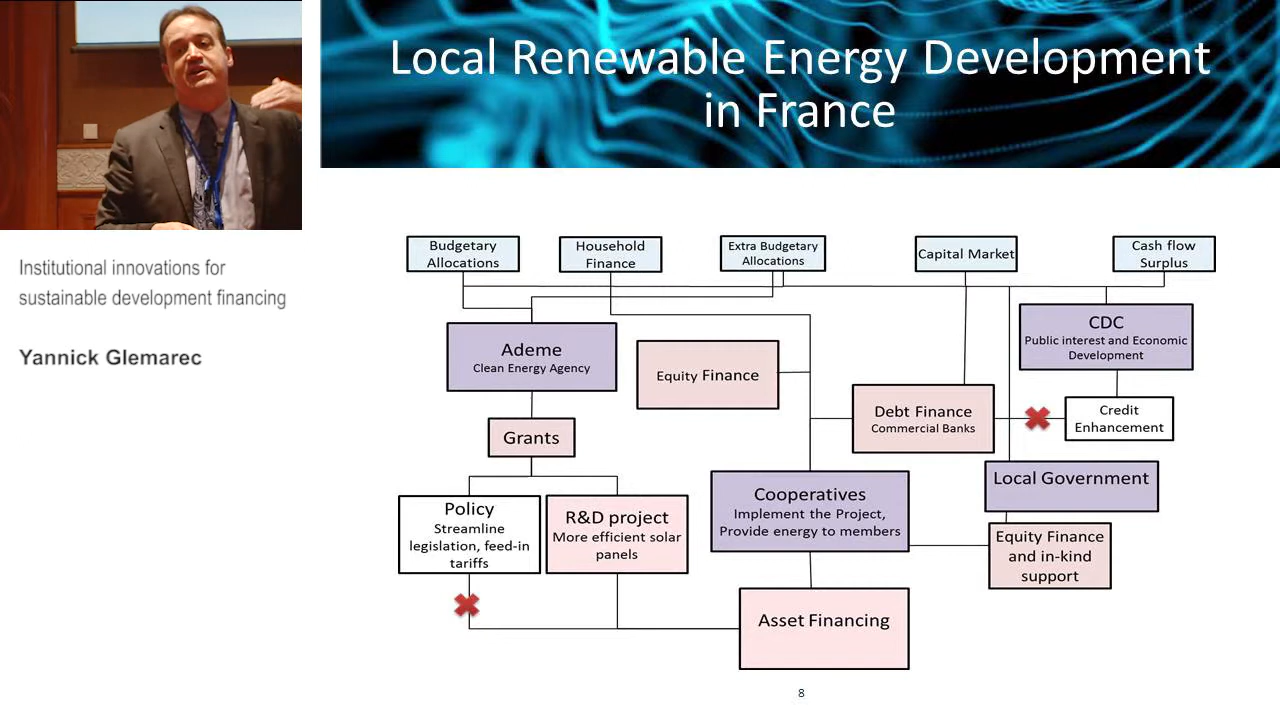 Local Renewable Energy Development
in France
Institutional innovations for
sustainable development financing
Yannick Glemarec
Budgetary
Allocations
Household
Finance
Extra Budgetary
Allocations
Capital Market
Cash flow
Surplus
Ademe
Clean Energy Agency
Equity Finance
CDC
Public interest and Economic
Development
Debt Finance
Commercial Banks
Credit
Enhancement
Grants
Local Government
Policy
Streamline
legislation, feed-in
tariffs
R&D project
More efficient solar
panels
Cooperatives
Implement the Project,
Provide energy to members
Equity Finance
and in-kind
support
Asset Financing
8